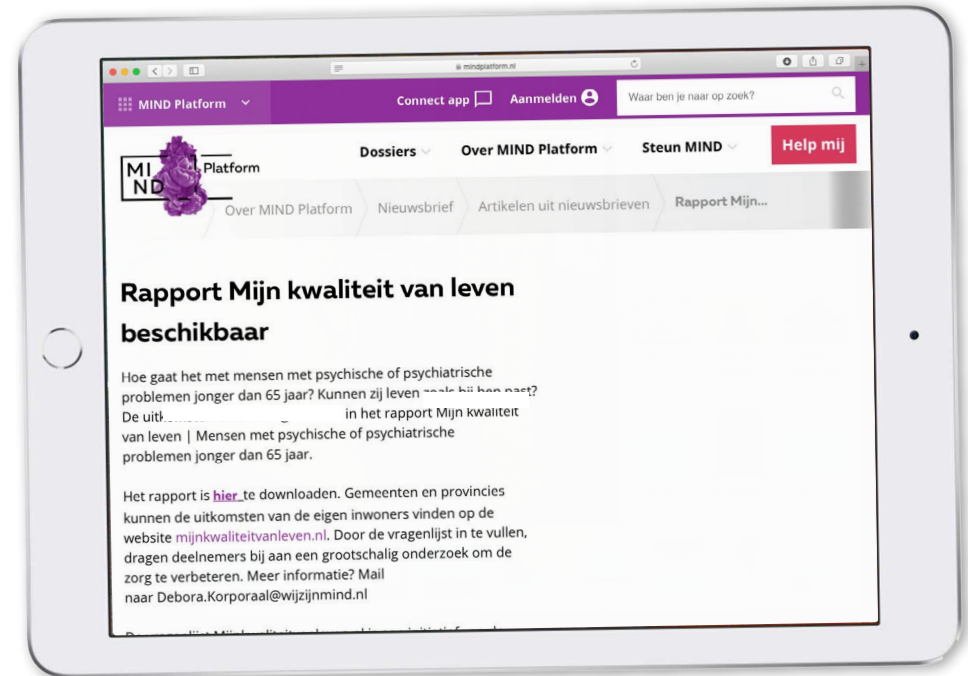 mindplatform.nl
MIND Platform Connect app Aanmelden Waar ben je naar op zoek?
MI
ND Platform Dossiers Over MIND Platform Steun MIND Help mij
Over MIND Platform Nieuwsbrief Artikelen uit nieuwsbrieven Rapport Mijn...
Rapport Mijn kwaliteit van leven
beschikbaar
Hoe gaat het met mensen met psychische of psychiatrische
problemen jonger dan 65 jaar? Kunnen zij leven zoals bij hen past?
De in het rapport Mijn kwaliteit
van leven | Mensen met psychische of psychiatrische
problemen jonger dan 65 jaar.
Het rapport is hier te downloaden. Gemeenten en provincies
kunnen de uitkomsten van de eigen inwoners vinden op de
website mijnkwaliteitvanleven.nl. Door de vragenlijst in te vullen,
dragen deelnemers bij aan een grootschalig onderzoek om de
zorg te verbeteren. Meer informatie? Mail
naar Debora.Korporaal@wijzijnmind.nl